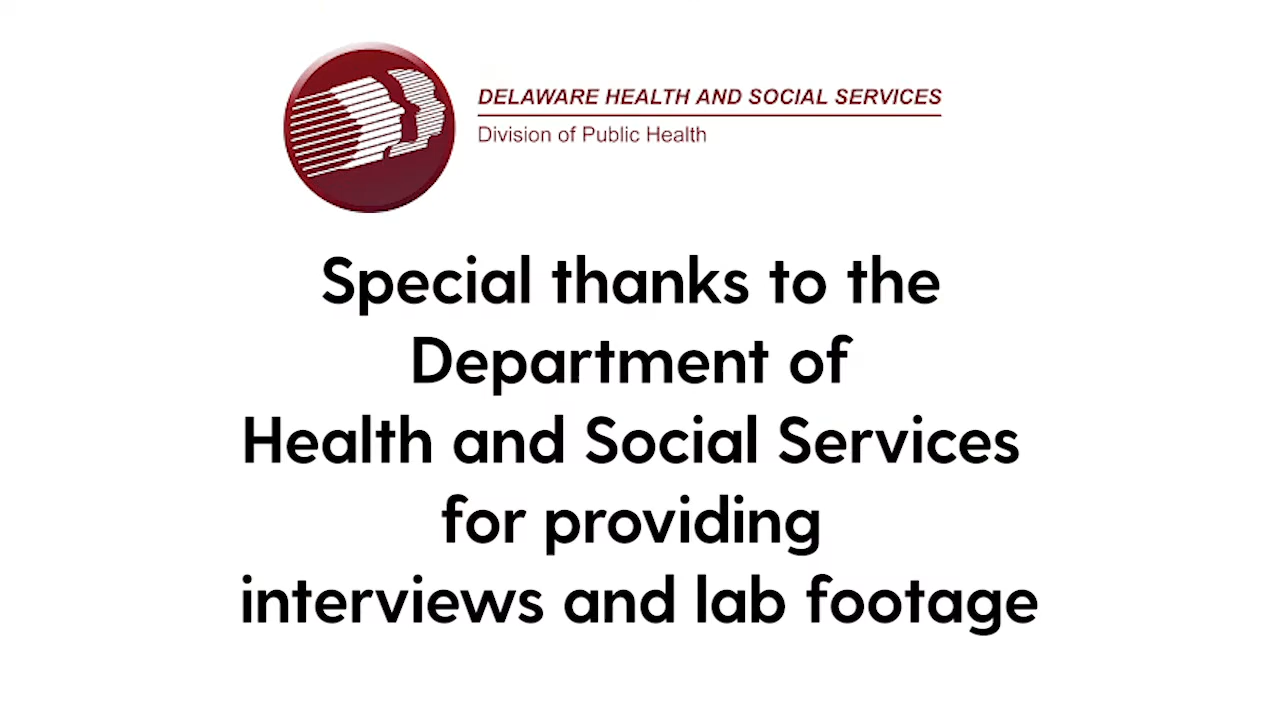 DELAWARE HEALTH AND SOCIAL SERVICES
Division of Public Health
Special thanks to the
Department of
Health and Social Services
for providing
interviews and lab footage